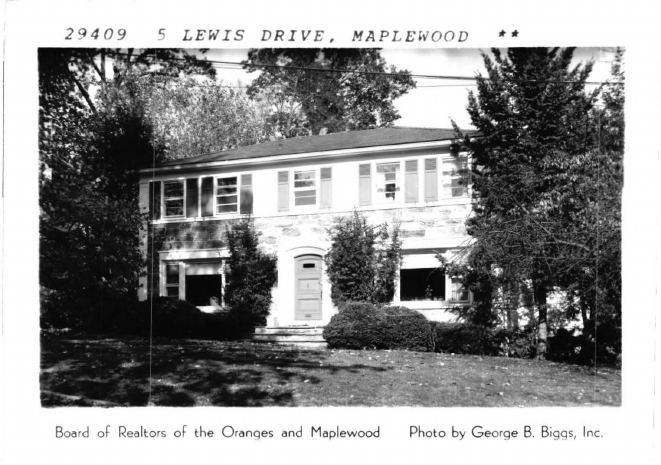 29409 5 LEWIS DRIVE, MAPLEWOOD **
Board of Realtors of the Oranges and Maplewood Photo by George B. Biggs, Inc.